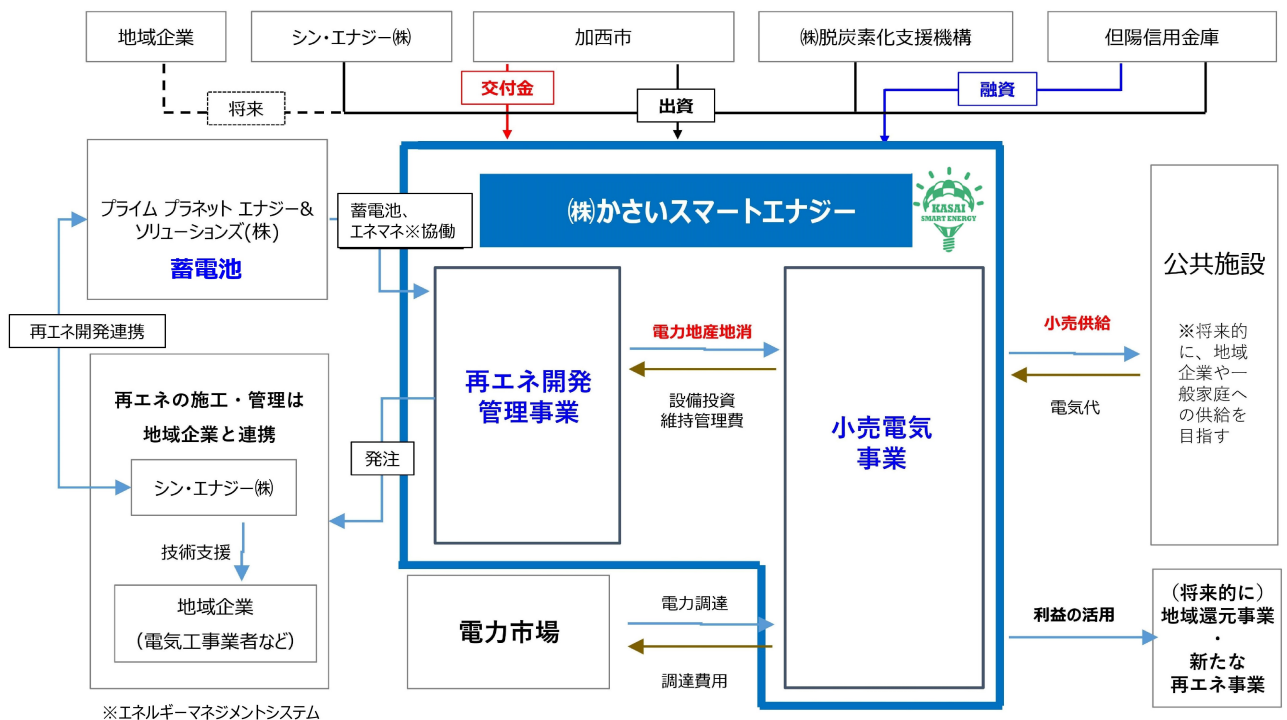 地域企業
シン・エナジー㈱
加西市
㈱脱炭素化支援機構
但陽信用金庫
交付金
融資
将来
出資
プライム プラネット エナジー&
ソリューションズ(株)
蓄電池
蓄電池、
エネマネ※協働
㈱かさいスマートエナジー
KASAI
SMART ENERGY
公共施設
※将来的
に、地域
企業や一
般家庭へ
の供給を
目指す
再エネ開発連携
電力地産地消
小売供給
再エネ開発
管理事業
設備投資
維持管理費
小売電気
事業
電気代
再エネの施工・管理は
地域企業と連携
発注
シン・エナジー㈱
技術支援
地域企業
(電気工事業者など)
電力市場
電力調達
調達費用
利益の活用
(将来的に)
地域還元事業
・
新たな
再エネ事業
※エネルギーマネジメントシステム